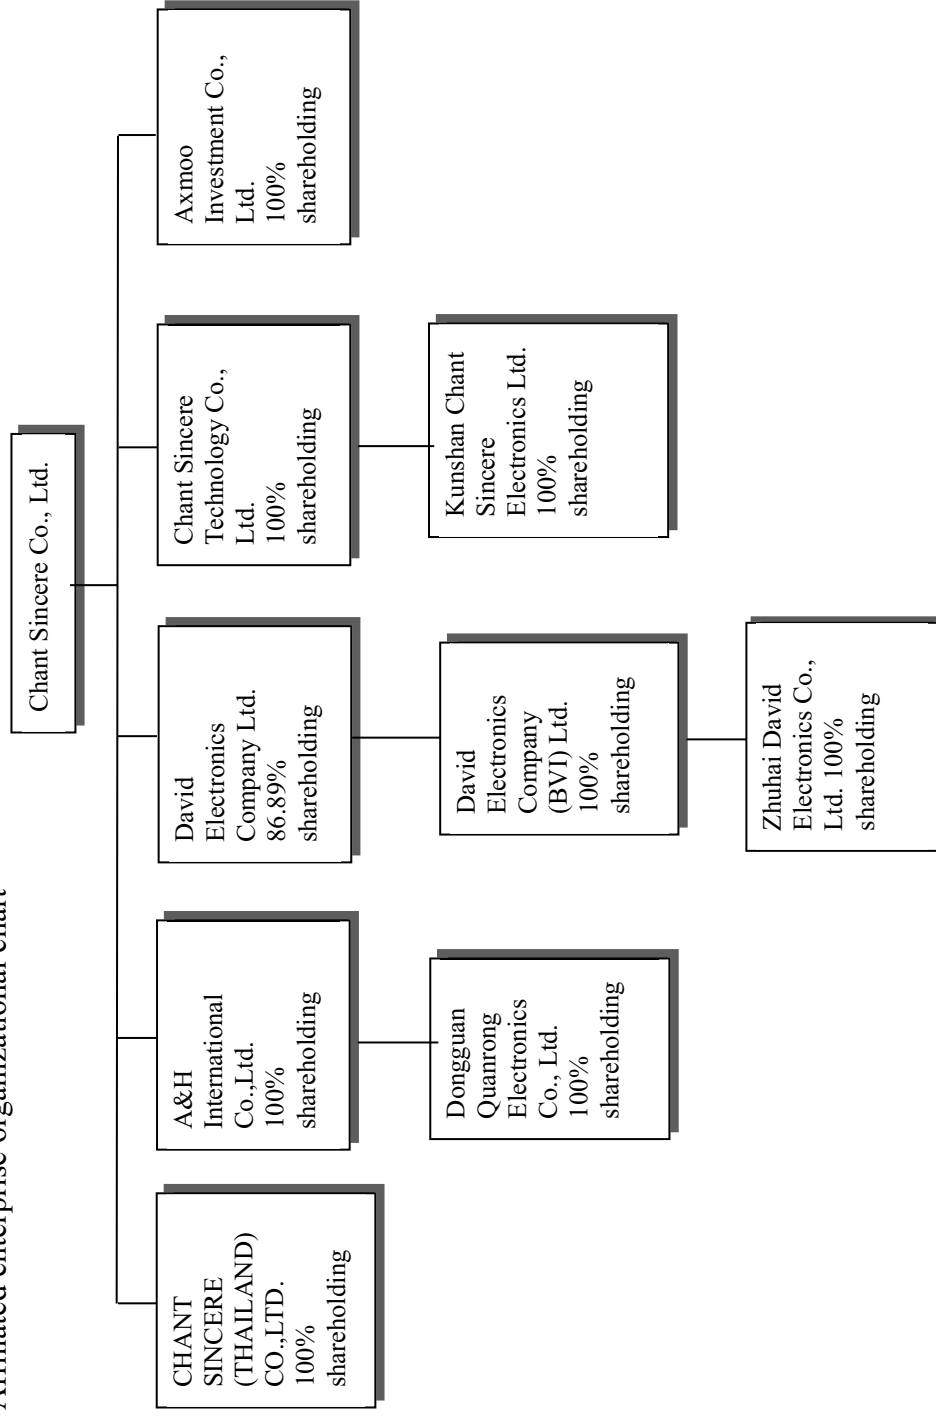 Affiliated enterprise organizational chart
Chant Sincere Co., Ltd.
CHANT
SINCERE
(THAILAND)
CO.,LTD.
100%
shareholding
A&H
International
Co.,Ltd.
100%
shareholding
David
Electronics
Company Ltd.
86.89%
shareholding
Chant Sincere
Technology Co.,
Ltd.
100%
shareholding
Axmoo
Investment Co.,
Ltd.
100%
shareholding
Dongguan
Quanrong
Electronics
Co., Ltd.
100%
shareholding
David
Electronics
Company
(BVI) Ltd.
100%
shareholding
Kunshan Chant
Sincere
Electronics Ltd.
100%
shareholding
Zhuhai David
Electronics Co.,
Ltd. 100%
shareholding